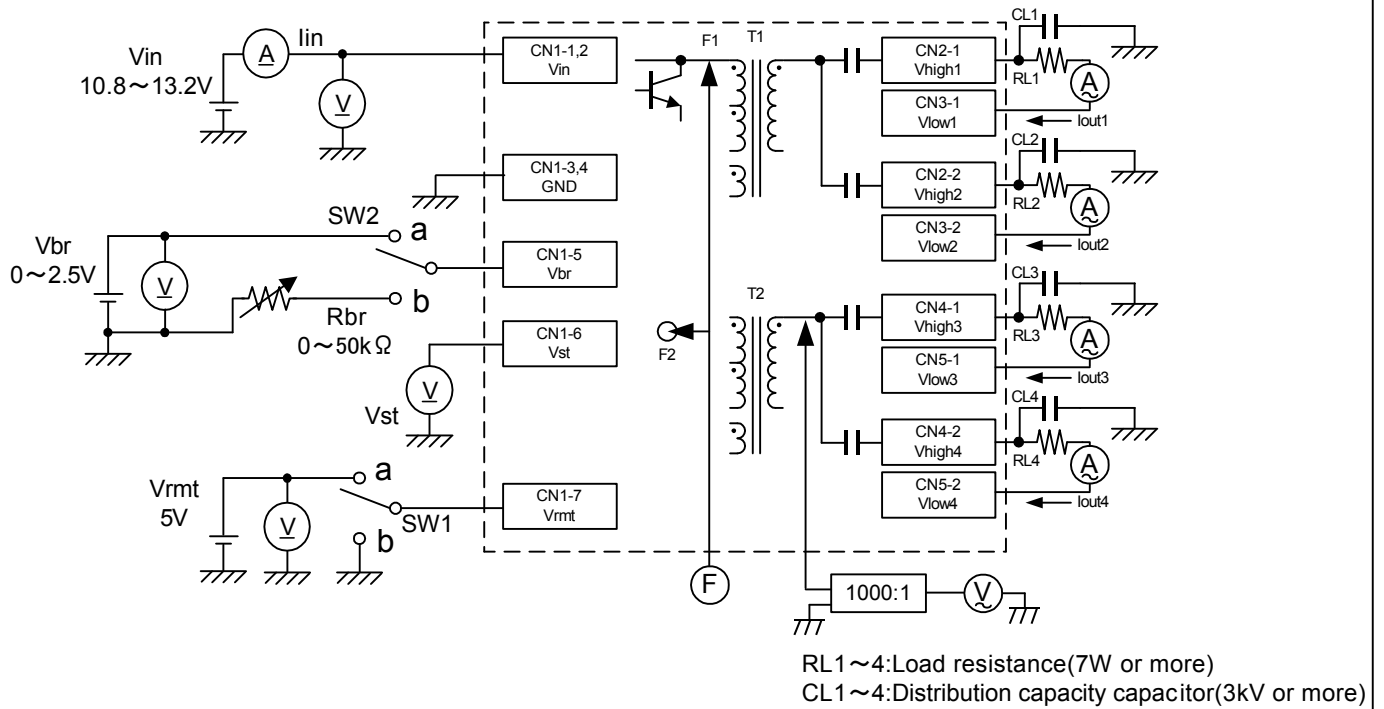 Vin
10.8～13.2V
A
Iin
V
CN1-1,2
Vin
CN1-3,4
GND
Vbr
0～2.5V
V
SW2
a
b
Rbr
0～50kΩ
CN1-5
Vbr
CN1-6
Vst
V
Vst
Vrmt
5V
V
a
b
SW1
CN1-7
Vrmt
F1
T1
F2
T2
F
CN2-1
Vhigh1
CN3-1
Vlow1
CL1
RL1
A
Iout1
CN2-2
Vhigh2
CN3-2
Vlow2
CL2
RL2
A
Iout2
CN4-1
Vhigh3
CN5-1
Vlow3
CL3
RL3
A
Iout3
CN4-2
Vhigh4
CN5-2
Vlow4
CL4
RL4
A
Iout4
1000:1
V
RL1～4:Load resistance(7W or more)
CL1～4:Distribution capacity capacitor(3kV or more)